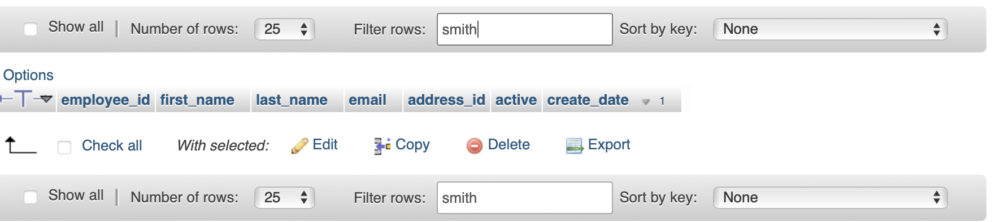 Show all | Number of rows: 25 Filter rows: smith Sort by key: None
Options
employee_id first_name last_name email address_id active create_date 1
Check all With selected: Edit Copy Delete Export
Show all | Number of rows: 25 Filter rows: smith Sort by key: None